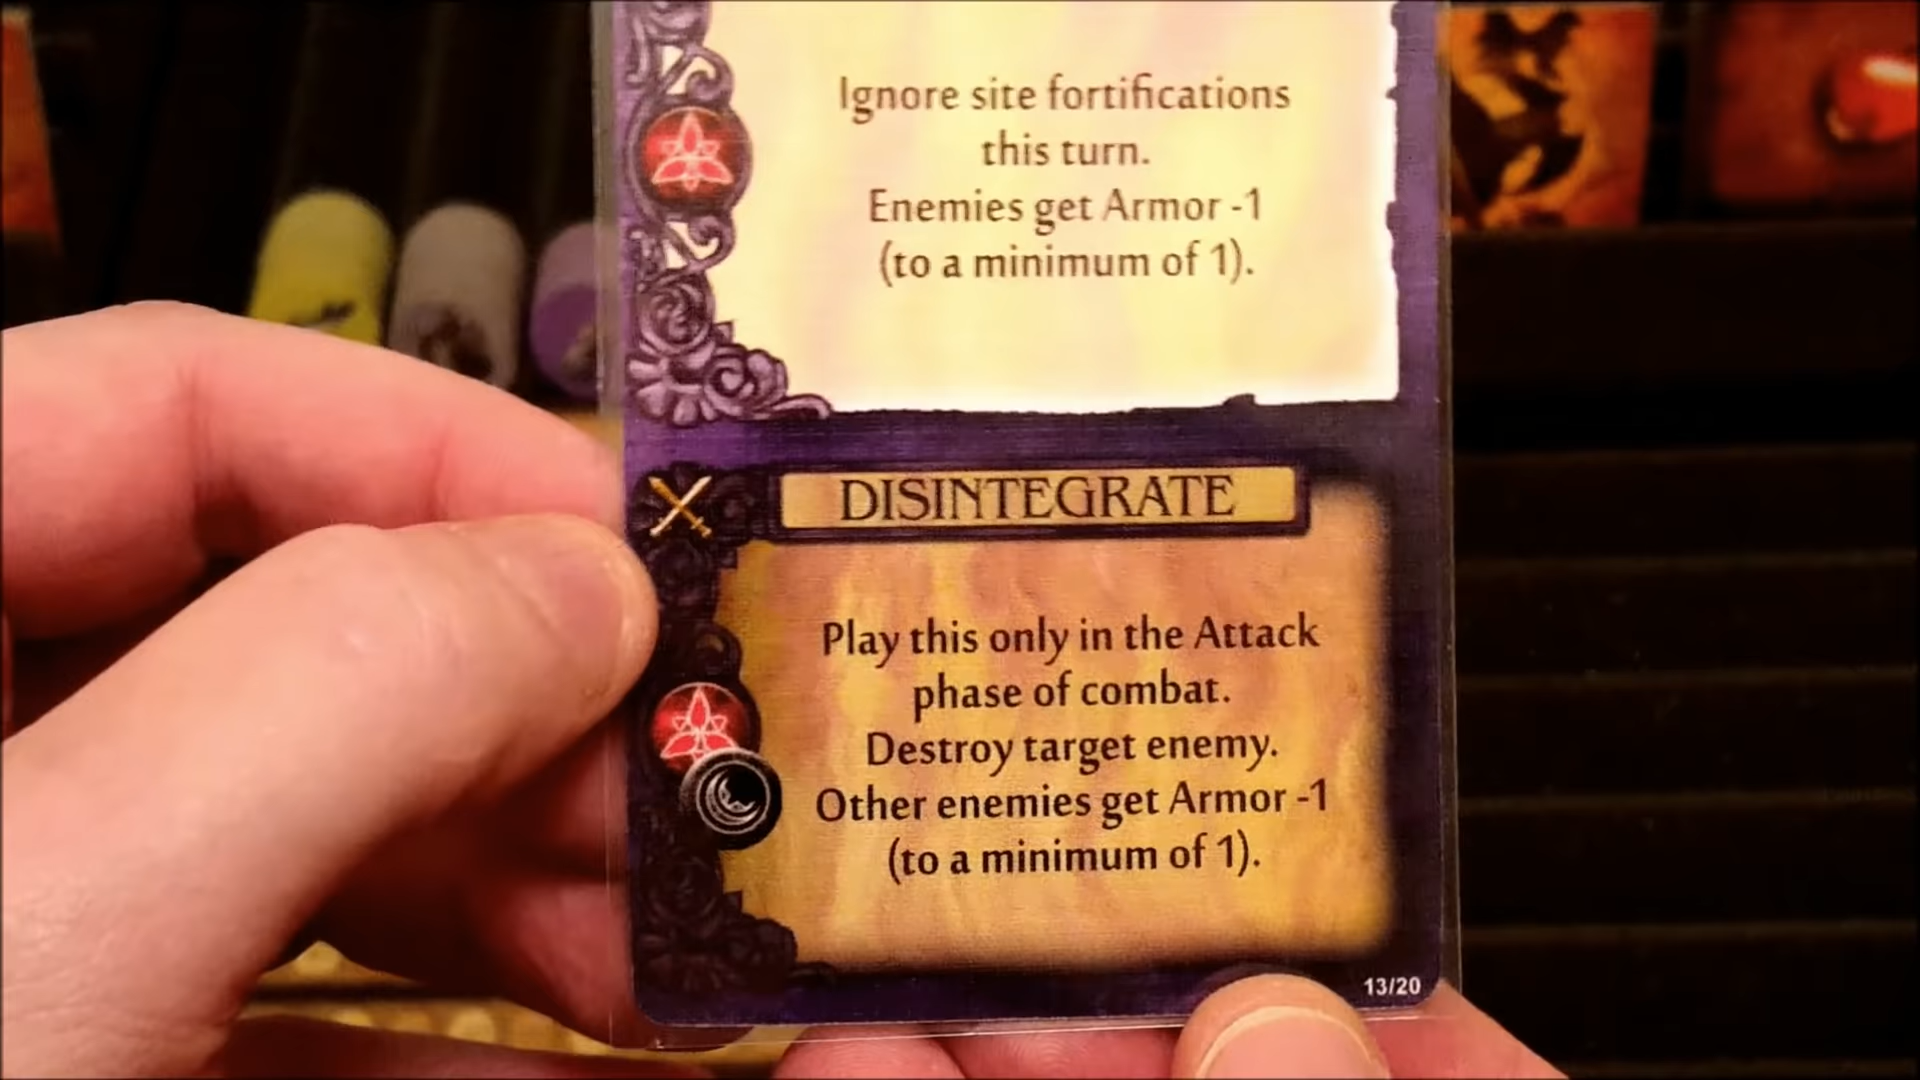 Ignore site fortifications
this turn.
Enemies get Armor -1
(to a minimum of 1).
DISINTEGRATE
Play this only in the Attack
phase of combat.
Destroy target enemy.
Other enemies get Armor -1
(to a minimum of 1).
13/20